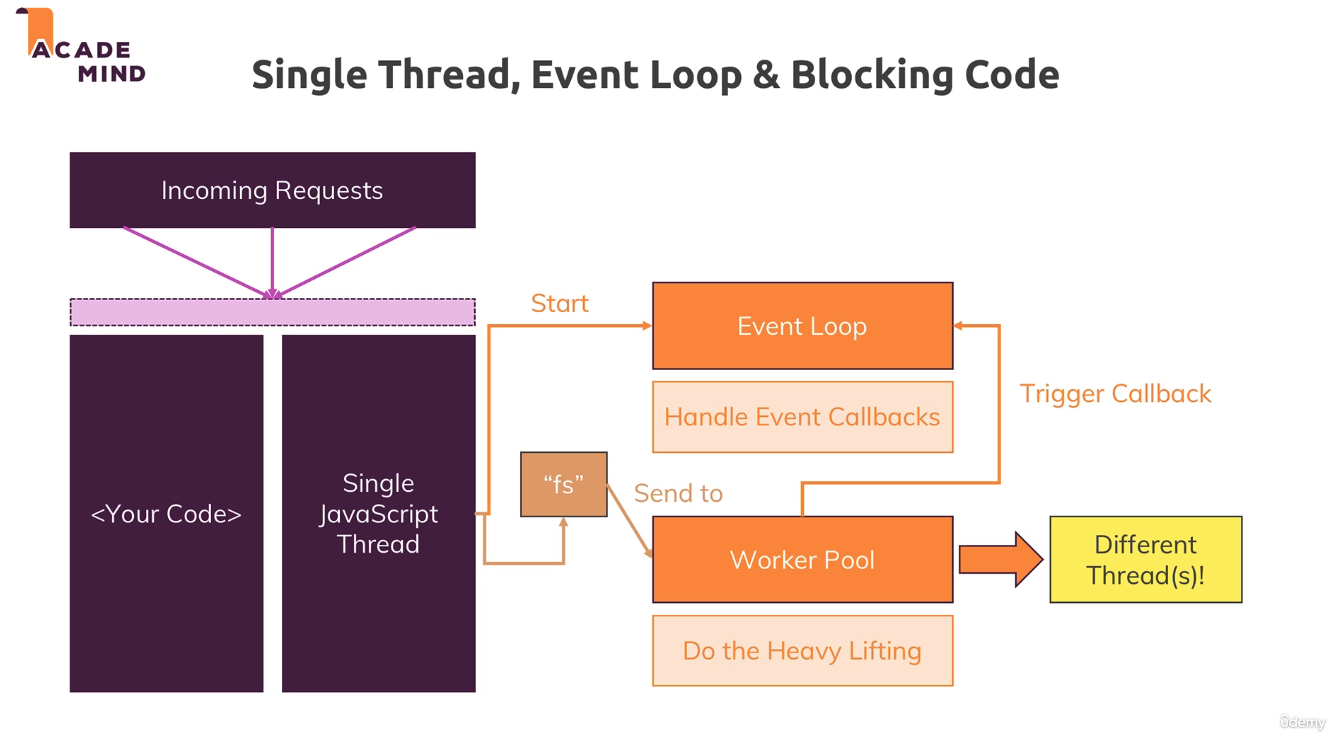 ACADE
MIND
Single Thread, Event Loop & Blocking Code
Incoming Requests
Start
Event Loop
Trigger Callback
Handle Event Callbacks
<Your Code>
Single
JavaScript
Thread
“fs”
Send to
Worker Pool
Different
Thread(s)!
Do the Heavy Lifting
ûdemy